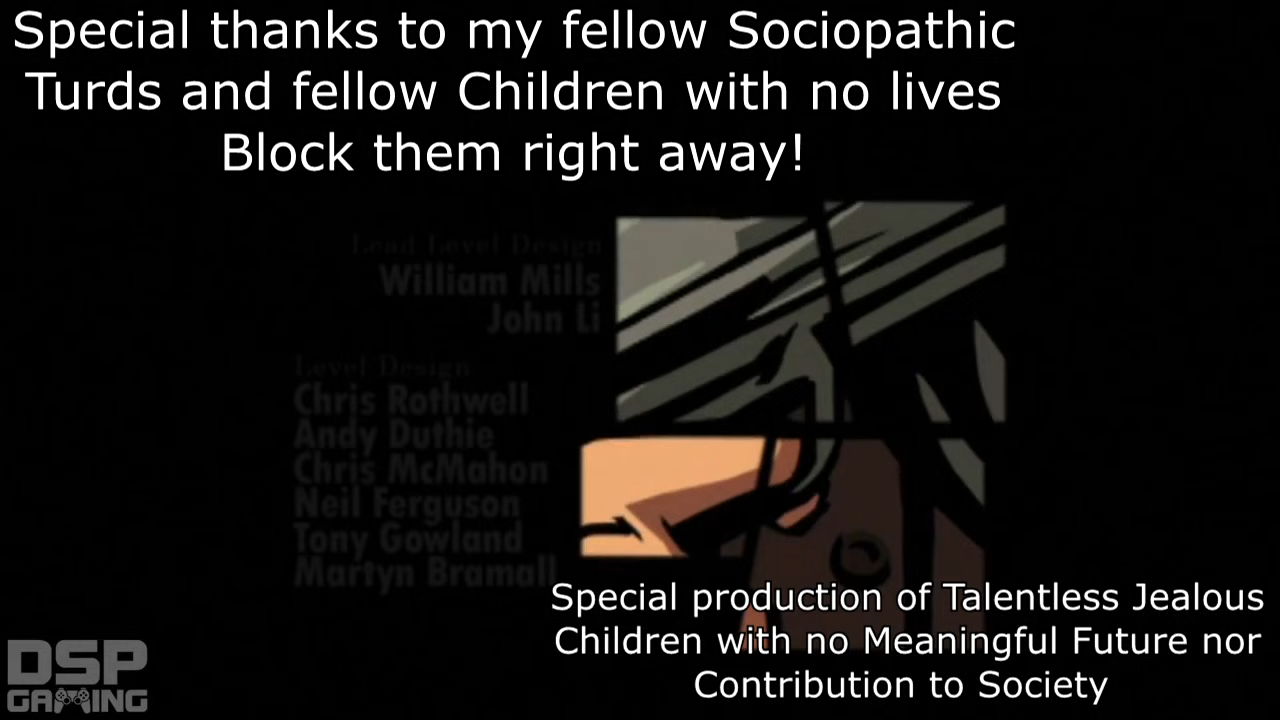 Special thanks to my fellow Sociopathic
Turds and fellow Children with no lives
Block them right away!
Lead Level Design
William Mills
John Li
Level Design
Chris Rothwell
Andy Duthie
Chris McMahon
Neil Ferguson
Tony Gowland
Martyn Bramall
Special production of Talentless Jealous
Children with no Meaningful Future nor
Contribution to Society
DSP
GAMING